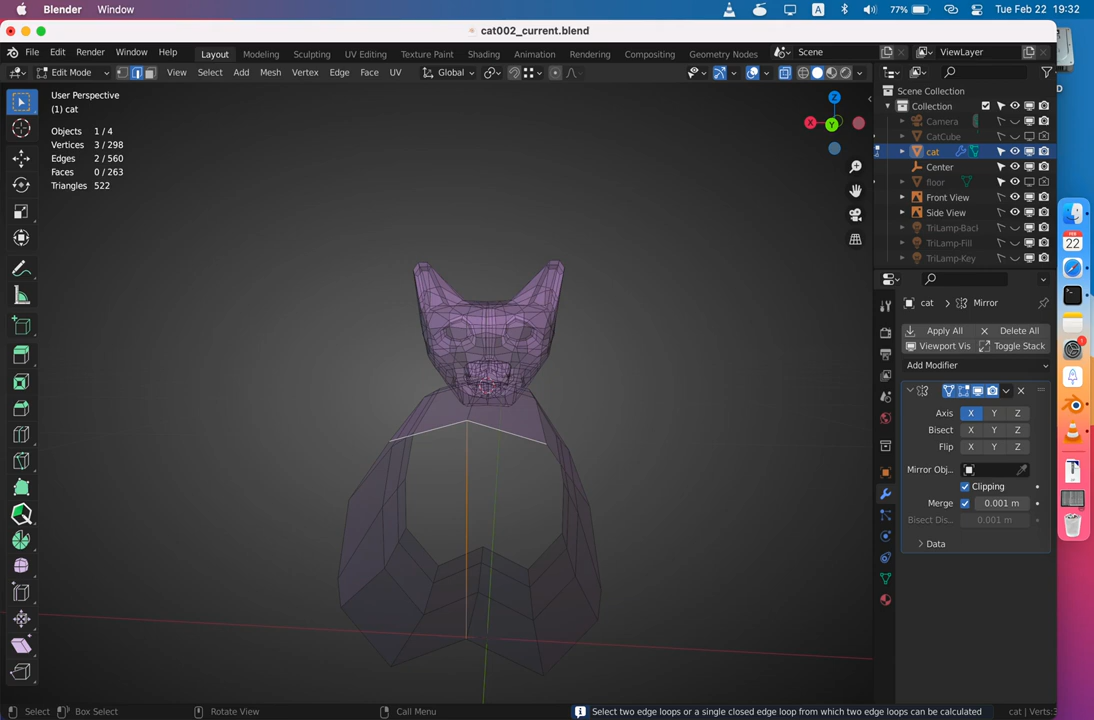 Blender Window
A 77% Tue Feb 22 19:32
cat002_current.blend
File Edit Render Window Help Layout Modeling Sculpting UV Editing Texture Paint Shading Animation Rendering Compositing Geometry Nodes Scene ViewLayer
Edit Mode View Select Add Mesh Vertex Edge Face UV Global
User Perspective
(1) cat
Objects 1/4
Vertices 3/298
Edges 2/560
Faces 0/263
Triangles 522
Z
X
Y
Scene Collection
Collection
Camera
CatCube
cat
Center
floor
Front View
Side View
TriLamp-Bacl
TriLamp-Fill
TriLamp-Key
FEB
22
1
cat > Mirror
Apply All Delete All
Viewport Vis Toggle Stack
Add Modifier
Axis X Y Z
Bisect X Y Z
Flip X Y Z
Mirror Obj..
Clipping
Merge 0.001 m
Bisect Dis... 0.001 m
Data
Select Box Select Rotate View Call Menu Select two edge loops or a single closed edge loop from which two edge loops can be calculated cat | Verts:3